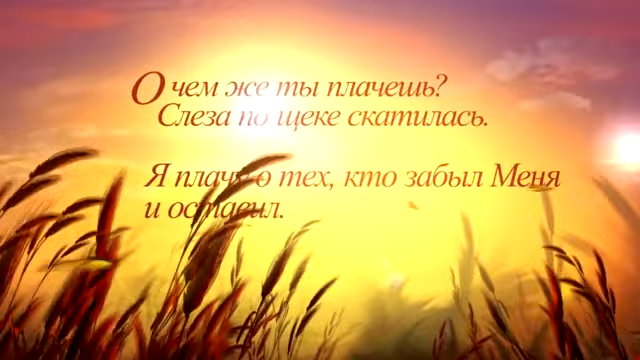 О чем же ты плачешь?
Слеза по щеке скатилась.
Я плачу о тех, кто забыл Меня
и оставил.